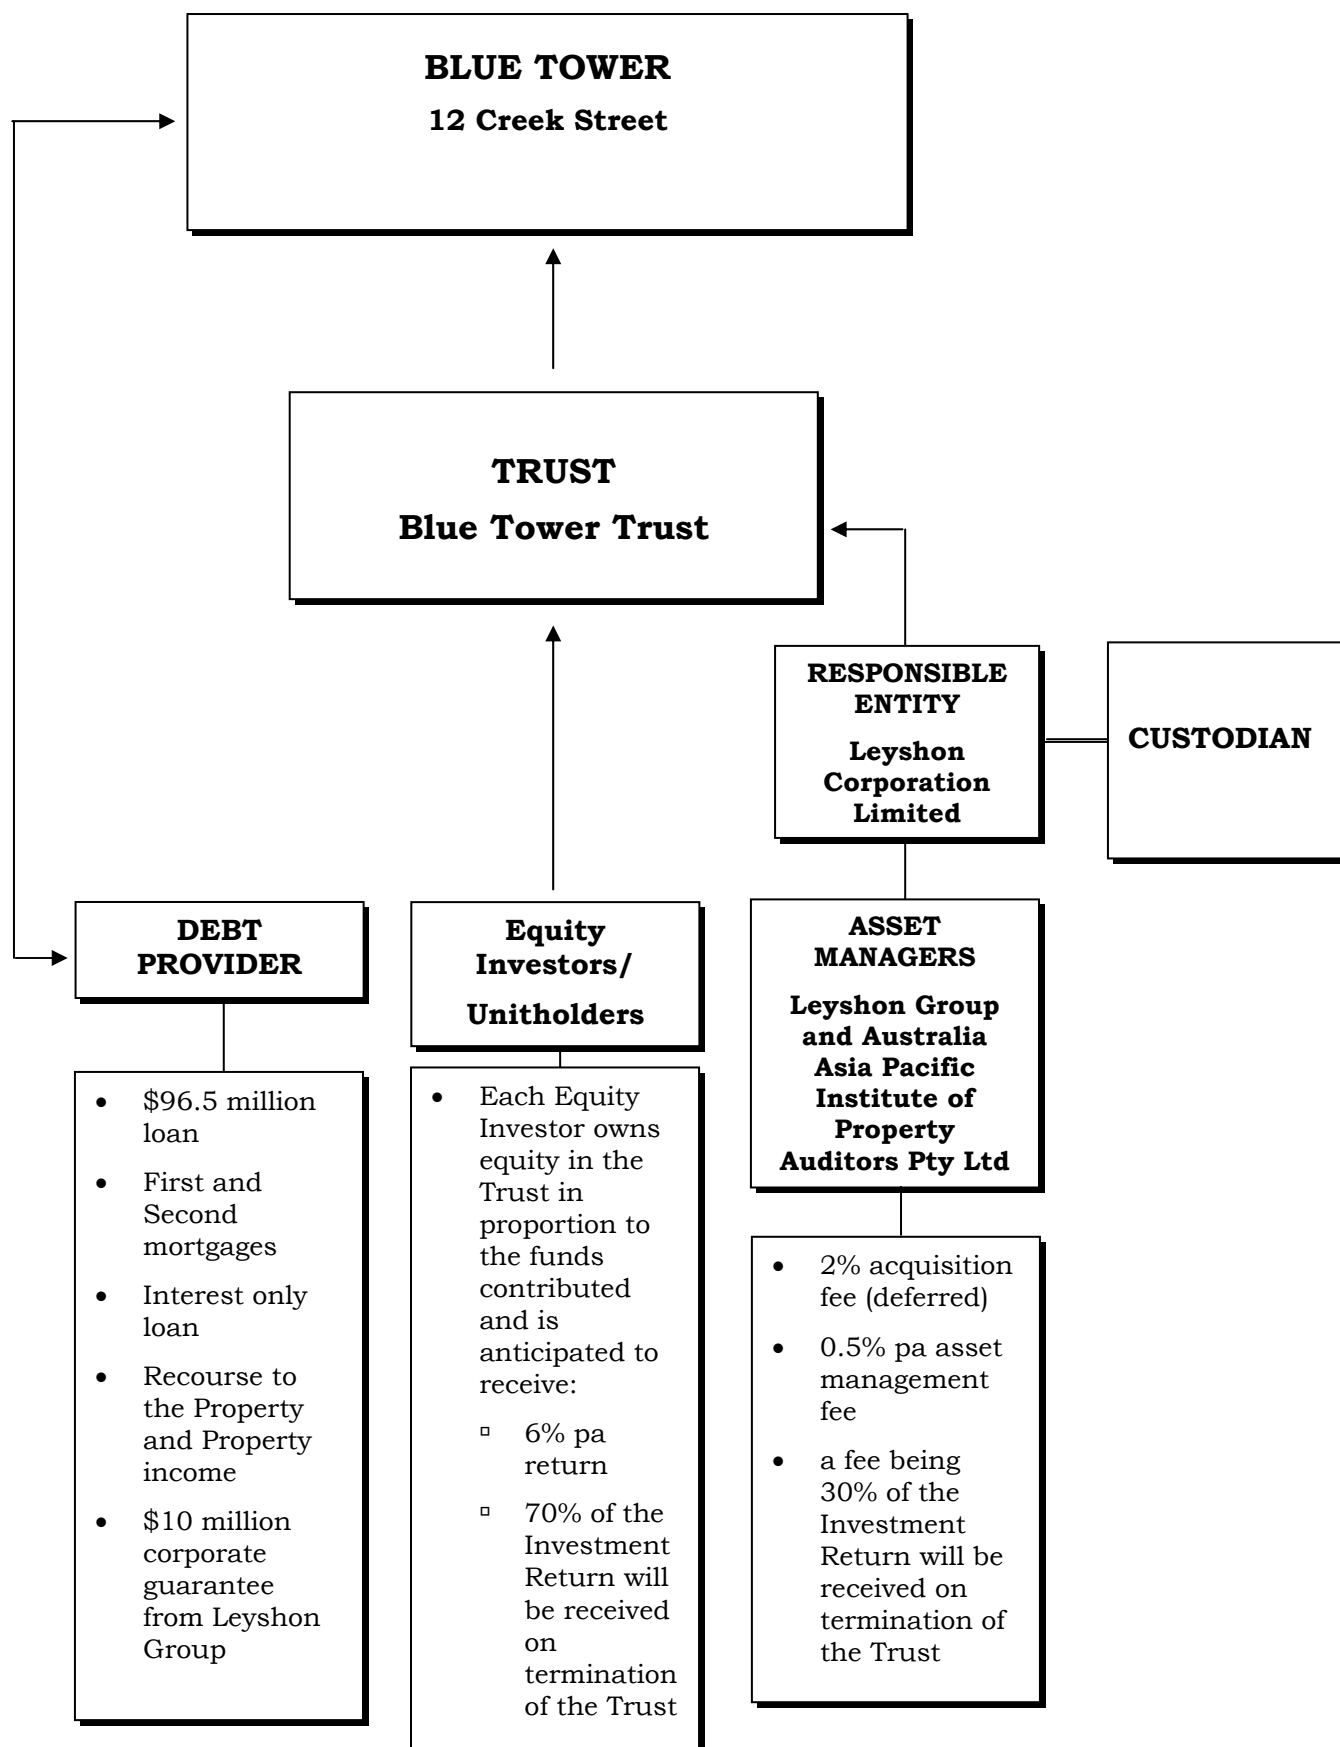 BLUE TOWER
12 Creek Street
TRUST
Blue Tower Trust
RESPONSIBLE
ENTITY
Leyshon
Corporation
Limited
CUSTODIAN
DEBT
PROVIDER
• $96.5 million
loan
• First and
Second
mortgages
• Interest only
loan
• Recourse to
the Property
and Property
income
• $10 million
corporate
guarantee
from Leyshon
Group
Equity
Investors/
Unitholders
• Each Equity
Investor owns
equity in the
Trust in
proportion to
the funds
contributed
and is
anticipated to
receive:
▫ 6% pa
return
▫ 70% of the
Investment
Return will
be received
on
termination
of the Trust
ASSET
MANAGERS
Leyshon Group
and Australia
Asia Pacific
Institute of
Property
Auditors Pty Ltd
• 2% acquisition
fee (deferred)
• 0.5% pa asset
management
fee
• a fee being
30% of the
Investment
Return will be
received on
termination of
the Trust